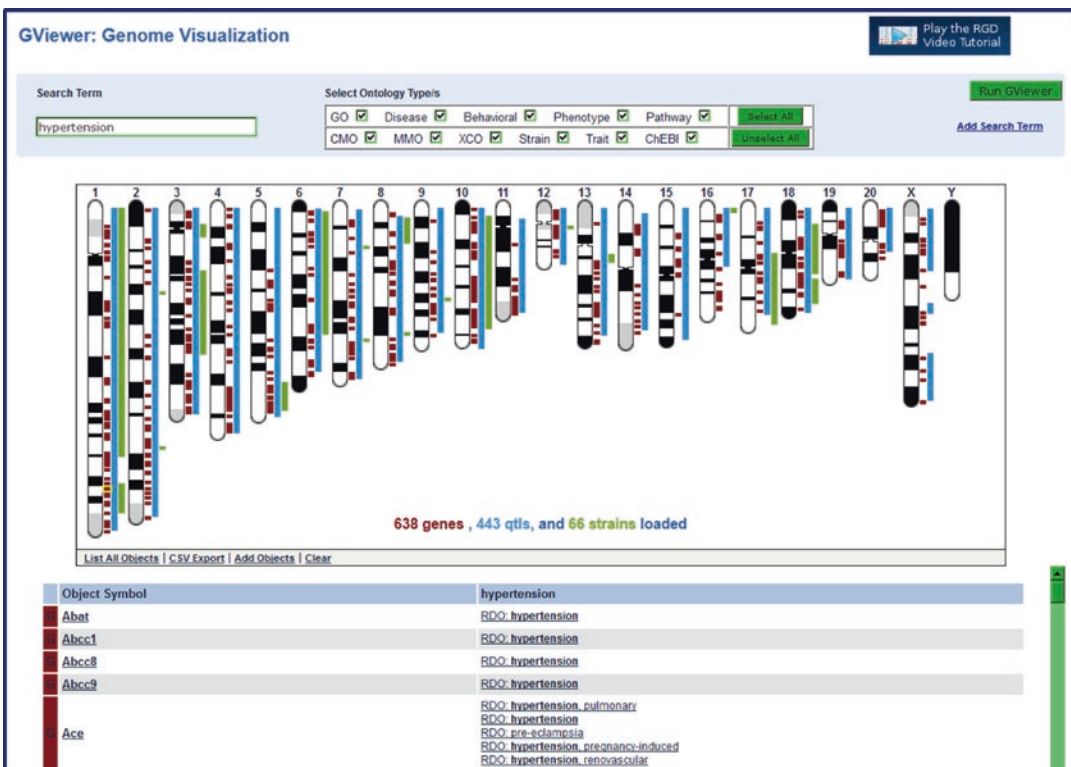 GViewer: Genome Visualization
Play the RGD
Video Tutorial
Search Term
Select Ontology Type/s
Run GViewer
hypertension
GO Disease Behavioral Phenotype Pathway Select All
CMO MMO XCO Strain Trait ChEBI Unselect All
Add Search Term
1 2 3 4 5 6 7 8 9 10 11 12 13 14 15 16 17 18 19 20 X Y
638 genes , 443 qtls, and 66 strains loaded
List All Objects | CSV Export | Add Objects | Clear
Object Symbol hypertension
G Abat RDO: hypertension
G Abcc1 RDO: hypertension
G Abcc8 RDO: hypertension
G Abcc9 RDO: hypertension
RDO: hypertension, pulmonary
RDO: hypertension
G Ace RDO: pre-eclampsia
RDO: hypertension, pregnancy-induced
RDO: hypertension, renovascular